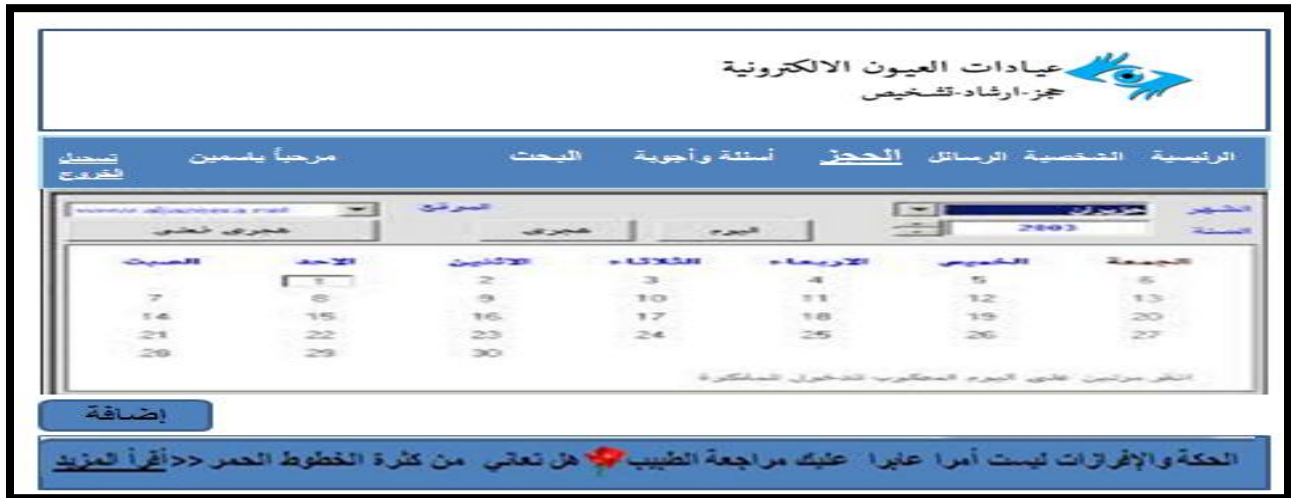 عيادات العيون الالكترونية
حجز-ارشاد-تشخيص
الرئيسية الشخصية الرسائل الحجز أسئلة وأجوبة البحث مرحباً ياسمين تسجيل الخروج
الشهر حزيران الموقع
السنة 2003 اليوم هجري هجري
الجمعة الخميس الاربعاء الثلاثاء الاثنين الاحد السبت
6 5 4 3 2 1
13 12 11 10 9 8 7
20 19 18 17 16 15 14
27 26 25 24 23 22 21
30 29 28
انقر مرتين على اليوم المطلوب للدخول للمفكرة
إضافة
الحكة والإفرازات ليست أمرا عابرا عليك مراجعة الطبيب هل تعاني من كثرة الخطوط الحمر <<أقرأ المزيد